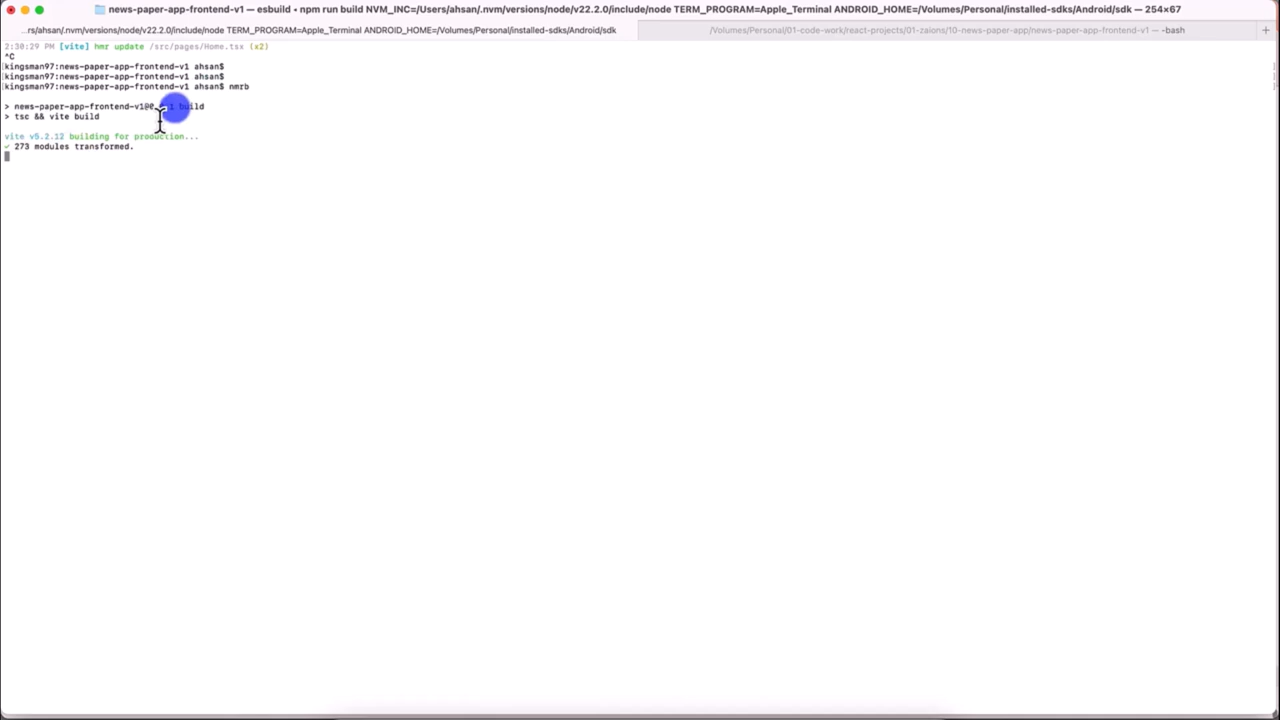 news-paper-app-frontend-v1 — esbuild • npm run build NVM_INC=/Users/ahsan/.nvm/versions/node/v22.2.0/include/node TERM_PROGRAM=Apple_Terminal ANDROID_HOME=/Volumes/Personal/installed-sdks/Android/sdk — 254×67
...rs/ahsan/.nvm/versions/node/v22.2.0/include/node TERM_PROGRAM=Apple_Terminal ANDROID_HOME=/Volumes/Personal/installed-sdks/Android/sdk
/Volumes/Personal/01-code-work/react-projects/01-zaions/10-news-paper-app/news-paper-app-frontend-v1 — -bash
2:30:29 PM [vite] hmr update /src/pages/Home.tsx (x2)
^C
[kingsman97:news-paper-app-frontend-v1 ahsan$
[kingsman97:news-paper-app-frontend-v1 ahsan$
[kingsman97:news-paper-app-frontend-v1 ahsan$ nmrb
> news-paper-app-frontend-v1@0 build
> tsc && vite build
vite v5.2.12 building for production...
✓ 273 modules transformed.